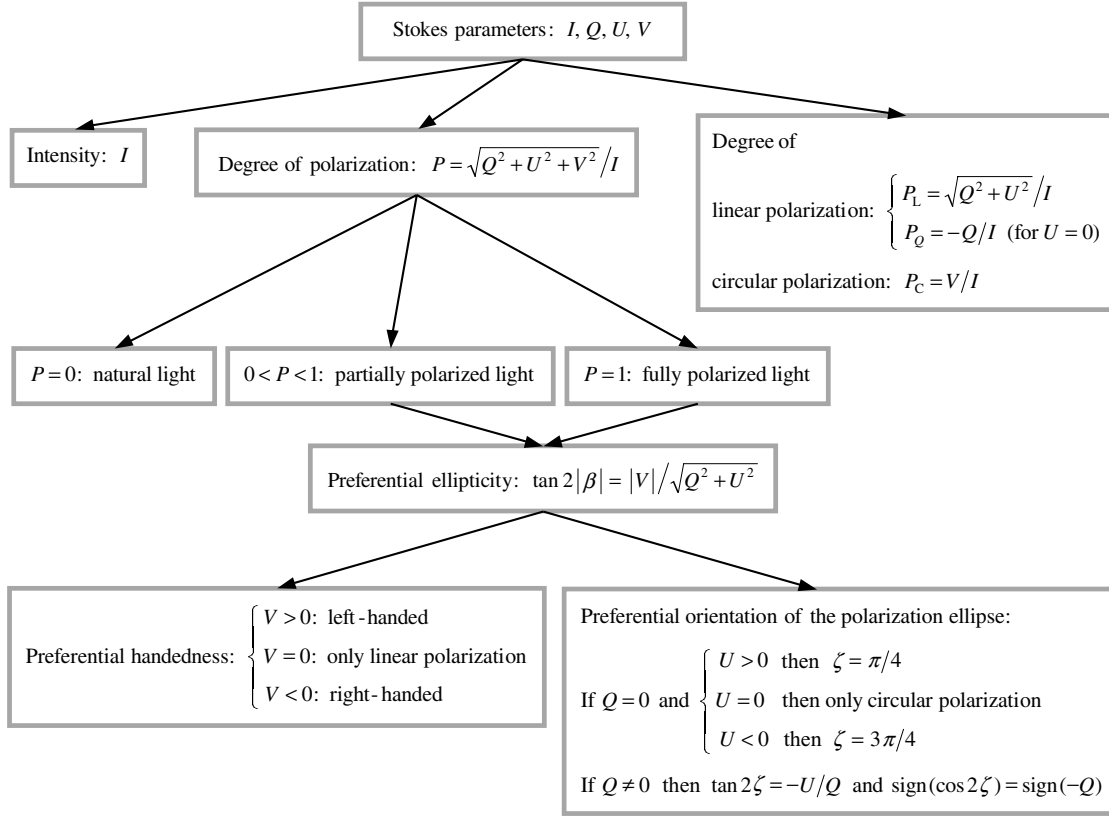 Stokes parameters: I, Q, U, V
Intensity: I
Degree of polarization: P = √(Q² + U² + V²)/I
Degree of
linear polarization: { P_L = √(Q² + U²)/I
P_Q = −Q/I (for U = 0)
circular polarization: P_C = V/I
P = 0: natural light
0 < P < 1: partially polarized light
P = 1: fully polarized light
Preferential ellipticity: tan 2|β| = |V|/√(Q² + U²)
Preferential handedness: { V > 0: left-handed
V = 0: only linear polarization
V < 0: right-handed
Preferential orientation of the polarization ellipse:
If Q = 0 and { U > 0 then ζ = π/4
U = 0 then only circular polarization
U < 0 then ζ = 3π/4
If Q ≠ 0 then tan 2ζ = −U/Q and sign(cos 2ζ) = sign(−Q)